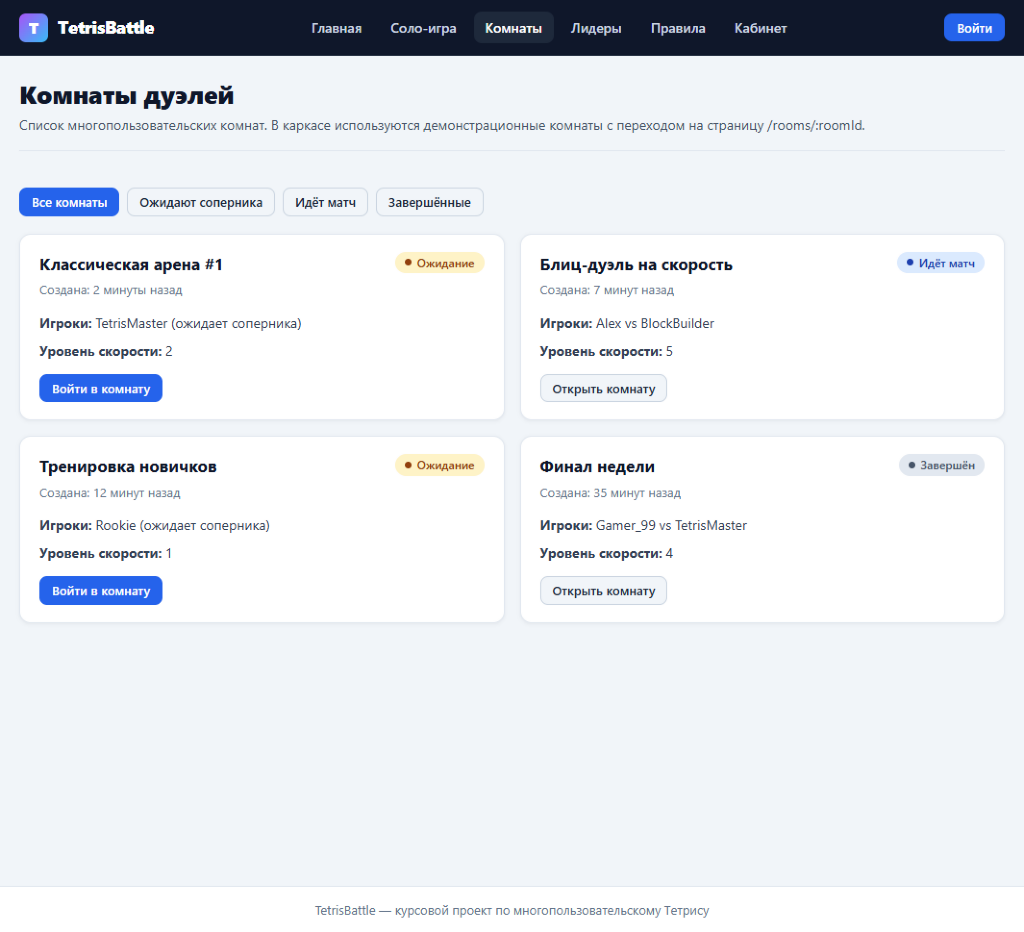 T TetrisBattle Главная Соло-игра Комнаты Лидеры Правила Кабинет Войти
Комнаты дуэлей
Список многопользовательских комнат. В каркасе используются демонстрационные комнаты с переходом на страницу /rooms/:roomId.
Все комнаты Ожидают соперника Идёт матч Завершённые
Классическая арена #1 Ожидание
Создана: 2 минуты назад
Игроки: TetrisMaster (ожидает соперника)
Уровень скорости: 2
Войти в комнату
Блиц-дуэль на скорость Идёт матч
Создана: 7 минут назад
Игроки: Alex vs BlockBuilder
Уровень скорости: 5
Открыть комнату
Тренировка новичков Ожидание
Создана: 12 минут назад
Игроки: Rookie (ожидает соперника)
Уровень скорости: 1
Войти в комнату
Финал недели Завершён
Создана: 35 минут назад
Игроки: Gamer_99 vs TetrisMaster
Уровень скорости: 4
Открыть комнату
TetrisBattle — курсовой проект по многопользовательскому Тетрису